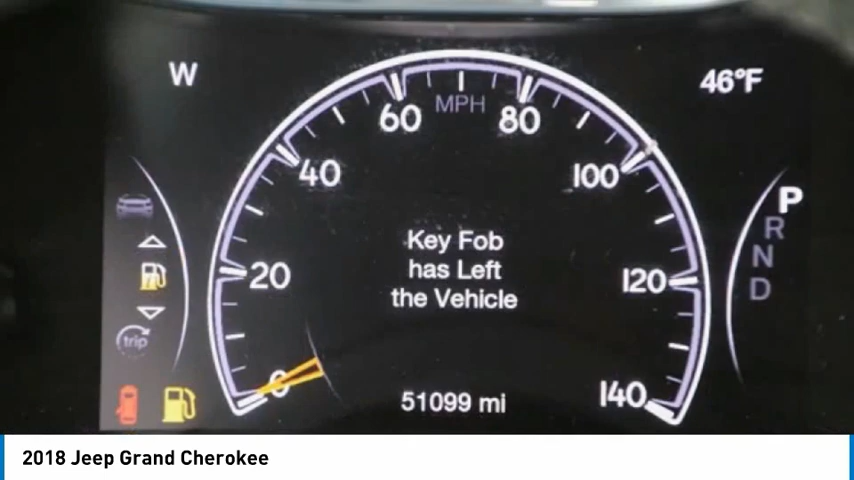 W
46°F
MPH
60
80
40
100
20
120
0
140
Key Fob
has Left
the Vehicle
P
R
N
D
trip
51099 mi
2018 Jeep Grand Cherokee